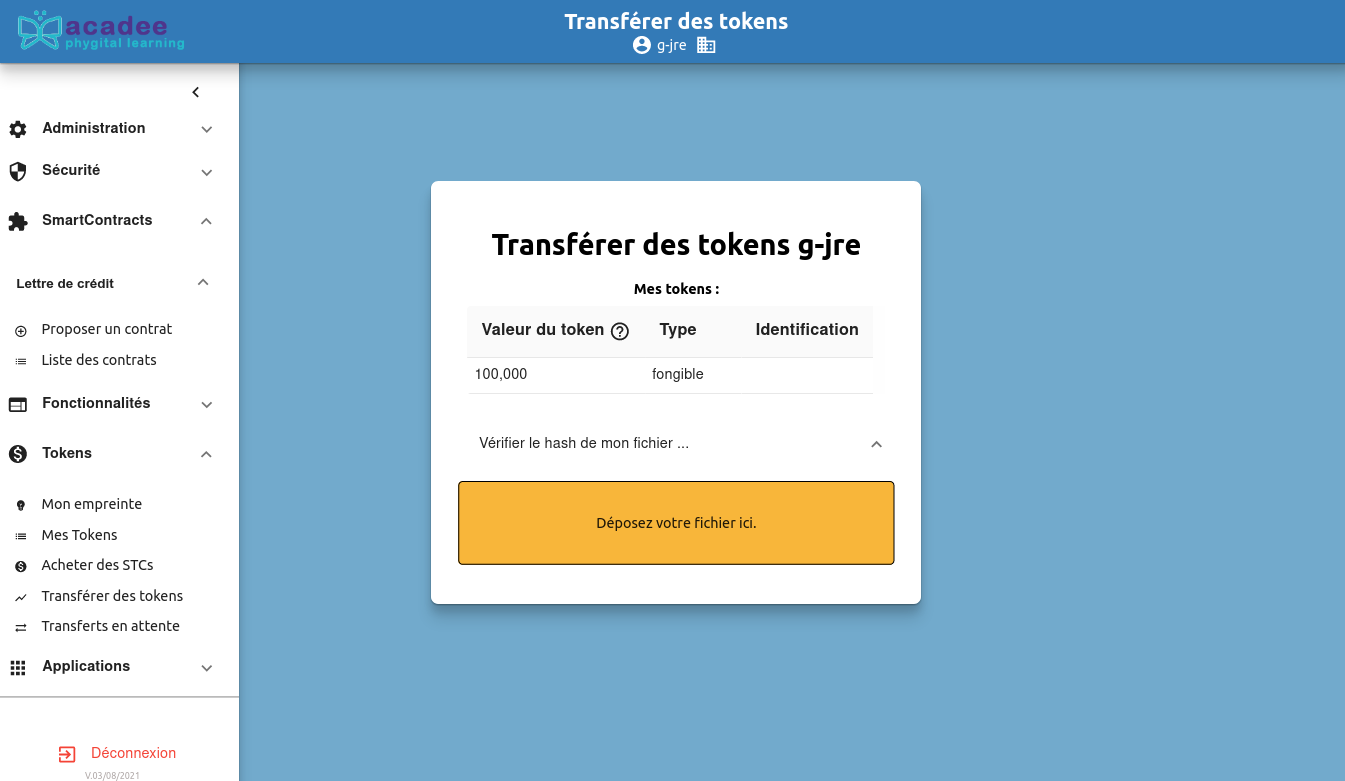 acadee
phygital learning
Transférer des tokens
g-jre
Administration
Sécurité
SmartContracts
Lettre de crédit
Proposer un contrat
Liste des contrats
Fonctionnalités
Tokens
Mon empreinte
Mes Tokens
Acheter des STCs
Transférer des tokens
Transferts en attente
Applications
Déconnexion
V.03/08/2021
Transférer des tokens g-jre
Mes tokens :
Valeur du token ? Type Identification
100,000 fongible
Vérifier le hash de mon fichier ...
Déposez votre fichier ici.